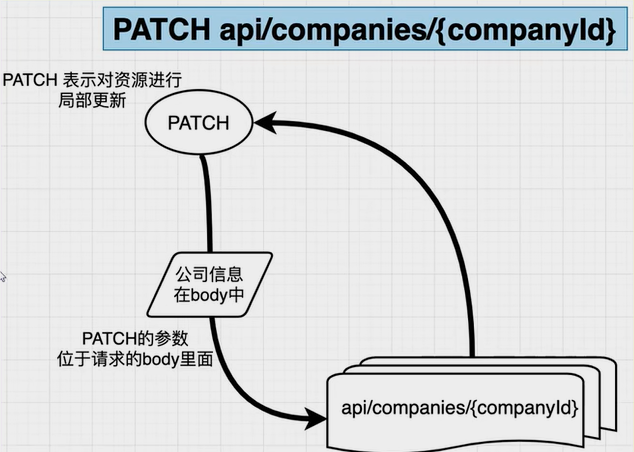 PATCH api/companies/{companyId}
PATCH 表示对资源进行
局部更新
PATCH
公司信息
在body中
PATCH的参数
位于请求的body里面
api/companies/{companyId}